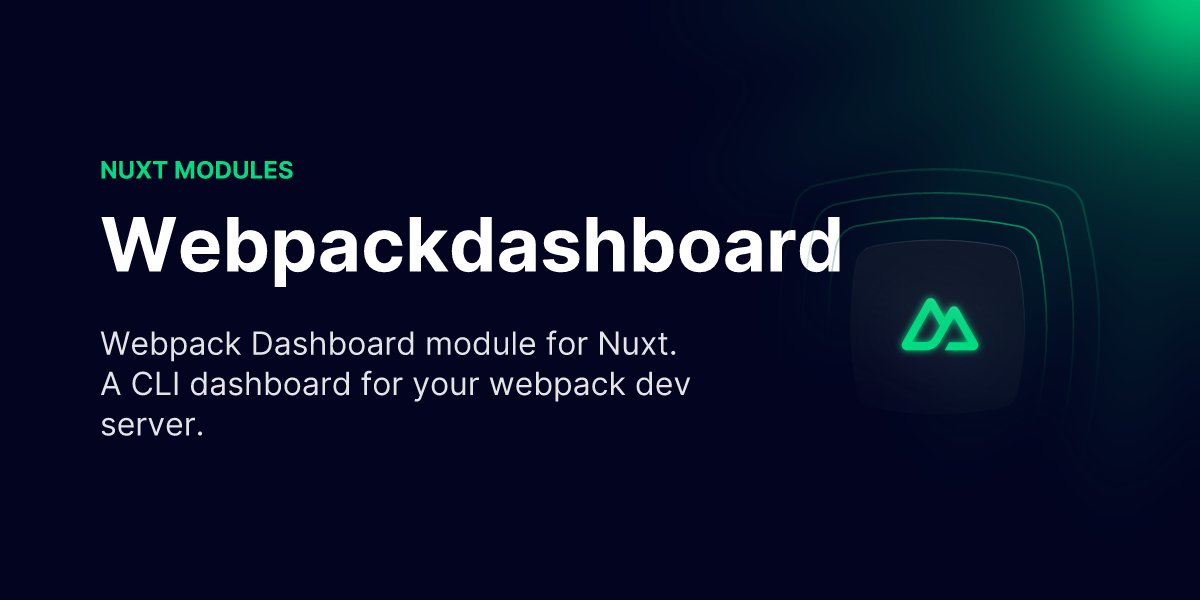 NUXT MODULES
Webpackdashboard
Webpack Dashboard module for Nuxt.
A CLI dashboard for your webpack dev
server.